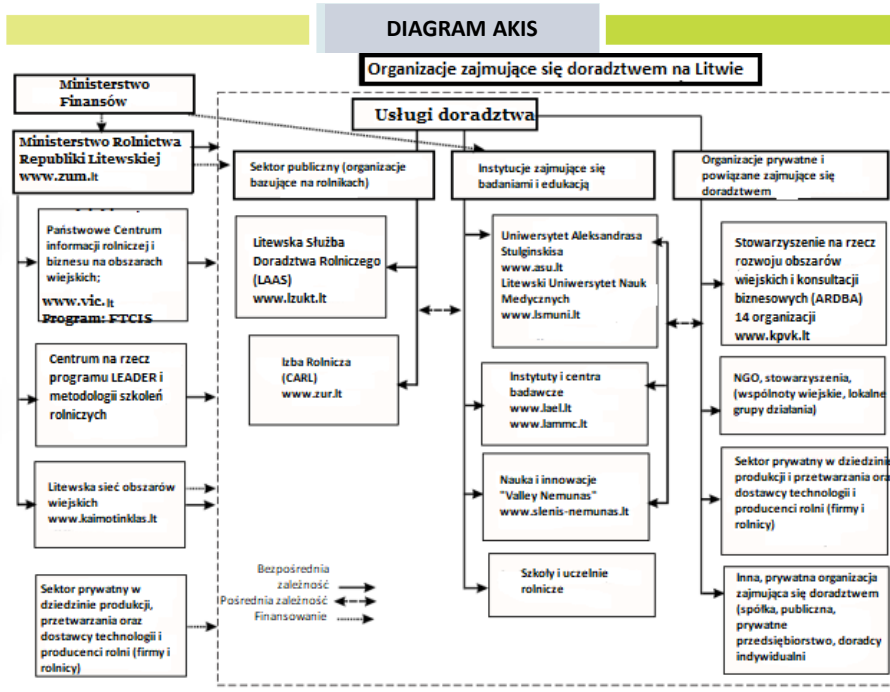 DIAGRAM AKIS
Organizacje zajmujące się doradztwem na Litwie
Ministerstwo
Finansów
Usługi doradztwa
Ministerstwo Rolnictwa
Republiki Litewskiej
www.zum.lt
Sektor publiczny (organizacje
bazujące na rolnikach)
Instytucje zajmujące się
badaniami i edukacją
Organizacje prywatne i
powiązane zajmujące się
doradztwem
Państwowe Centrum
informacji rolniczej i
biznesu na obszarach
wiejskich;
www.vic.lt
Program: FTCIS
Litewska Służba
Doradztwa Rolniczego
(LAAS)
www.lzukt.lt
Uniwersytet Aleksandrasa
Stulginskisa
www.asu.lt
Litewski Uniwersytet Nauk
Medycznych
www.lsmuni.lt
Stowarzyszenie na rzecz
rozwoju obszarów
wiejskich i konsultacji
biznesowych (ARDBA)
14 organizacji
www.kpvk.lt
Centrum na rzecz
programu LEADER i
metodologii szkoleń
rolniczych
Izba Rolnicza
(CARL)
www.zur.lt
Instytuty i centra
badawcze
www.lael.lt
www.lammc.lt
NGO, stowarzyszenia,
(wspólnoty wiejskie, lokalne
grupy działania)
Litewska sieć obszarów
wiejskich
www.kaimotinklas.lt
Nauka i innowacje
"Valley Nemunas"
www.slenis-nemunas.lt
Sektor prywatny w dziedzinie
produkcji i przetwarzania ora
dostawcy technologii i
producenci rolni (firmy i
rolnicy)
Sektor prywatny w
dziedzinie produkcji,
przetwarzania oraz
dostawcy technologii i
producenci rolni (firmy i
rolnicy)
Bezpośrednia
zależność
Pośrednia zależność
Finansowanie
Szkoły i uczelnie
rolnicze
Inna, prywatna organizacja
zajmująca się doradztwem
(spółka, publiczna,
prywatne
przedsiębiorstwo, doradcy
indywidualni